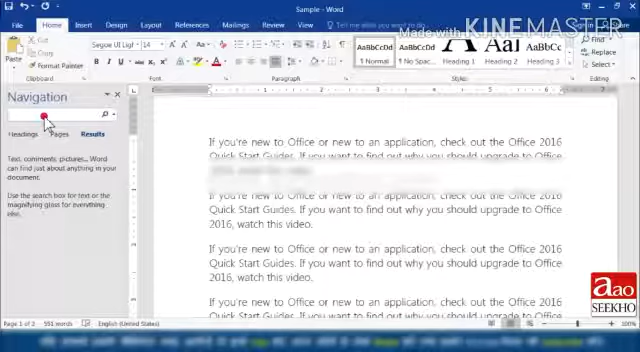 Sample - Word
File Home Insert Design Layout References Mailings Review View Tell me what you want to do...
Made with KINEMASTER
Paste
Cut
Copy
Format Painter
Clipboard
Segoe UI Ligh 14
B I U
Font
Paragraph
AaBbCcD AaBbCcD AaBbCc
¶ Normal ¶ No Spac... Heading 1 Heading 2 Heading 3
Styles
Find
Replace
Select
Editing
Navigation
Headings Pages Results
Text, comments, pictures... Word
can find just about anything in your
document.
Use the search box for text or the
magnifying glass for everything
else.
If you're new to Office or new to an application, check out the Office 2016
Quick Start Guides. If you want to find out why you should upgrade to Office
If you're new to Office or new to an application, check out the Office 2016
Quick Start Guides. If you want to find out why you should upgrade to Office
2016, watch this video.
If you're new to Office or new to an application, check out the Office 2016
Quick Start Guides. If you want to find out why you should upgrade to Office
2016, watch this video.
If you're new to Office or new to an application, check out the Office 2016
Quick Start Guides. If you want to find out why you should upgrade to Office
aao
SEEKHO
Page 1 of 2 551 words English (United States) 100%